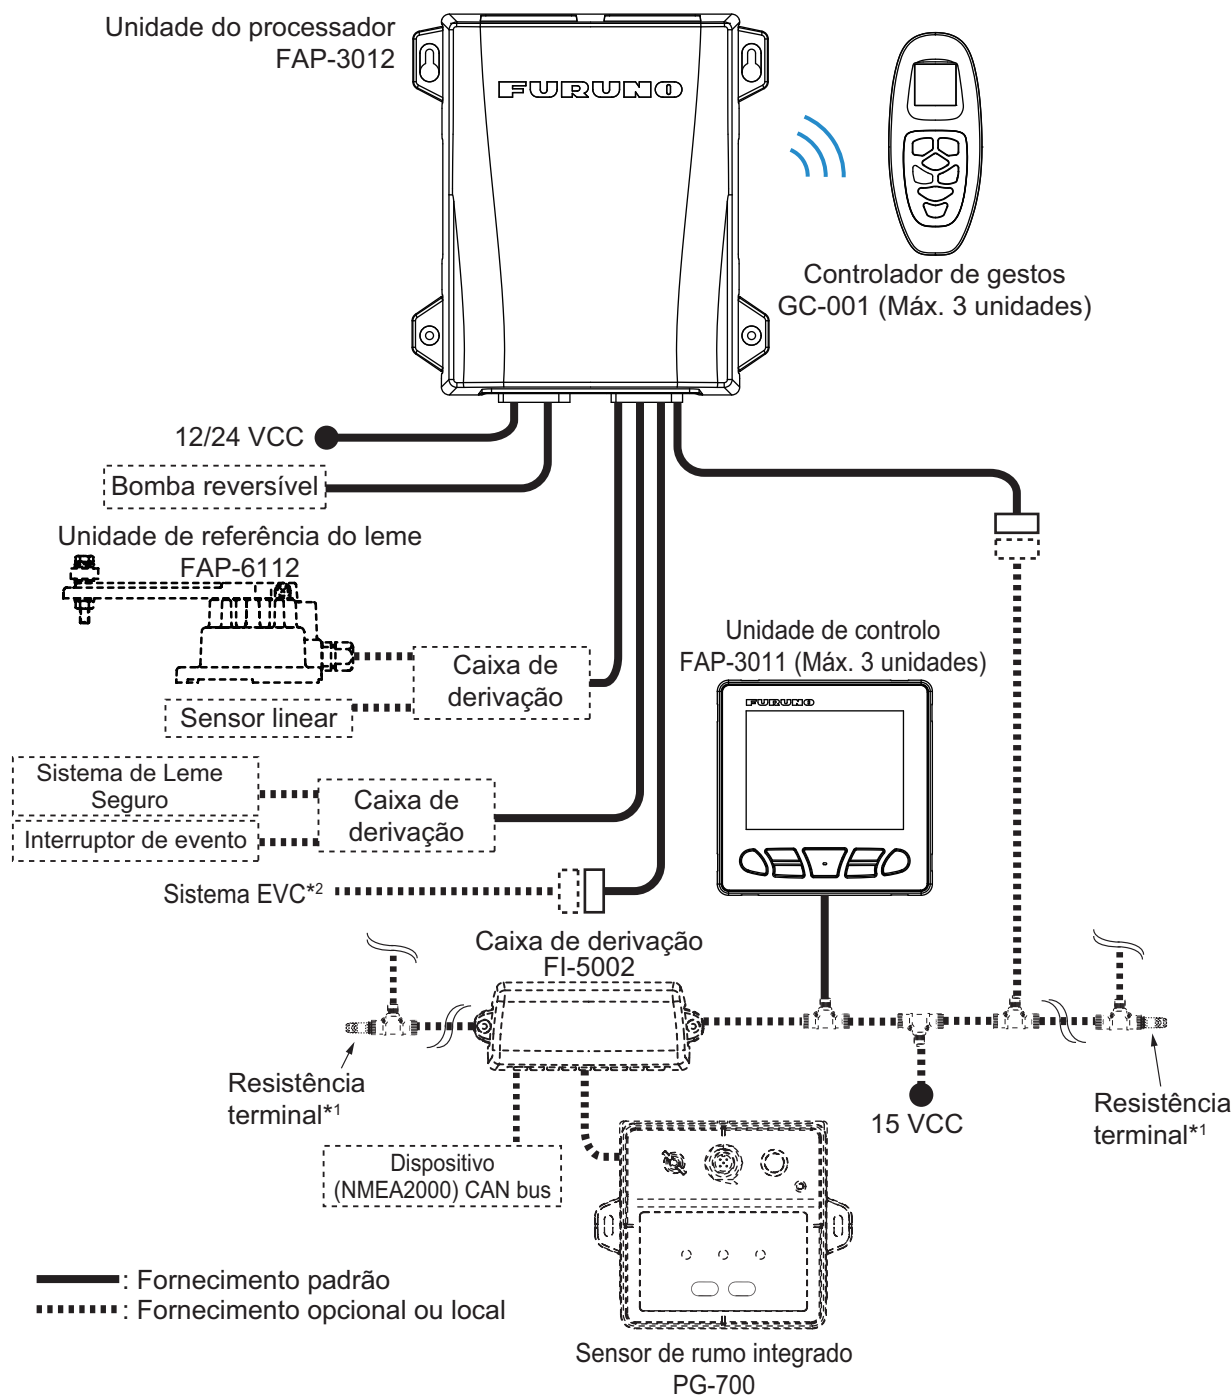 Unidade do processador
FAP-3012
FURUNO
Controlador de gestos
GC-001 (Máx. 3 unidades)
12/24 VCC
Bomba reversível
Unidade de referência do leme
FAP-6112
Caixa de
derivação
Sensor linear
Unidade de controlo
FAP-3011 (Máx. 3 unidades)
FURUNO
Sistema de Leme
Seguro
Interruptor de evento
Caixa de
derivação
Sistema EVC*2
Caixa de derivação
FI-5002
Resistência
terminal*1
15 VCC
Resistência
terminal*1
Dispositivo
(NMEA2000) CAN bus
: Fornecimento padrão
: Fornecimento opcional ou local
Sensor de rumo integrado
PG-700